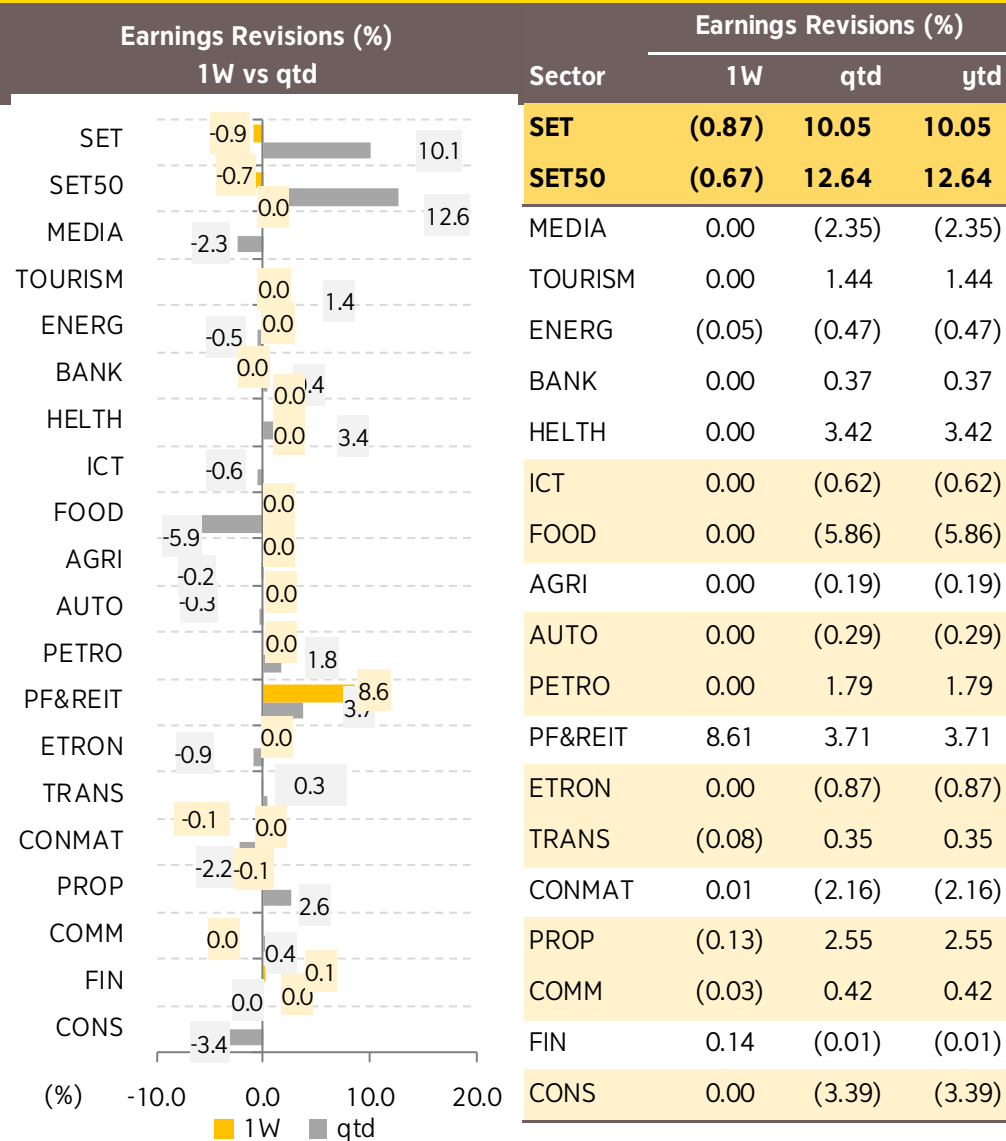 Earnings Revisions (%)
1W vs qtd
SET -0.9 10.1
SET50 -0.7 12.6
MEDIA 0.0 -2.3
TOURISM 0.0 1.4
ENERG 0.0 -0.5
BANK 0.0
HELTH 0.0 0.0 3.4
ICT -0.6
FOOD 0.0 -5.9
AGRI 0.0 -0.2
AUTO 0.0 -0.3
PETRO 0.0 1.8
PF&REIT 8.6 3.7
ETRON 0.0 -0.9
TRANS 0.3
CONMAT -0.1 0.0 -2.2
PROP -0.1 2.6
COMM 0.0 0.4
FIN 0.1 0.0 0.0
CONS -3.4
(%) -10.0 0.0 10.0 20.0
1W qtd
Earnings Revisions (%)
Sector 1W qtd ytd
SET (0.87) 10.05 10.05
SET50 (0.67) 12.64 12.64
MEDIA 0.00 (2.35) (2.35)
TOURISM 0.00 1.44 1.44
ENERG (0.05) (0.47) (0.47)
BANK 0.00 0.37 0.37
HELTH 0.00 3.42 3.42
ICT 0.00 (0.62) (0.62)
FOOD 0.00 (5.86) (5.86)
AGRI 0.00 (0.19) (0.19)
AUTO 0.00 (0.29) (0.29)
PETRO 0.00 1.79 1.79
PF&REIT 8.61 3.71 3.71
ETRON 0.00 (0.87) (0.87)
TRANS (0.08) 0.35 0.35
CONMAT 0.01 (2.16) (2.16)
PROP (0.13) 2.55 2.55
COMM (0.03) 0.42 0.42
FIN 0.14 (0.01) (0.01)
CONS 0.00 (3.39) (3.39)